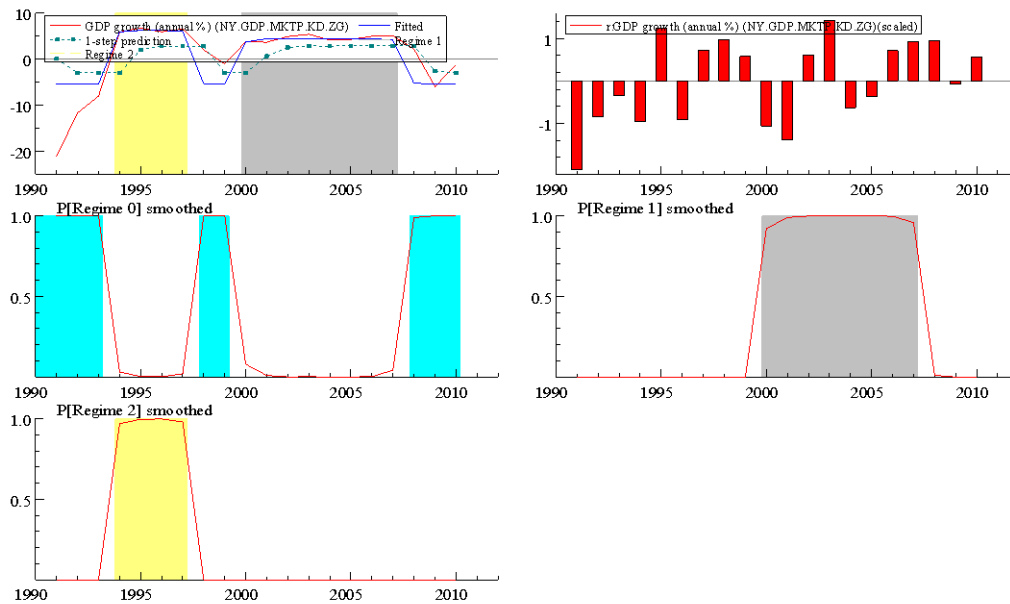 GDP growth (annual %) (NY.GDP.MKTP.KD.ZG) Fitted
1-step prediction Regime 1
Regime 2
10
0
-10
-20
1990 1995 2000 2005 2010
r:GDP growth (annual %) (NY.GDP.MKTP.KD.ZG)(scaled)
1
-1
1990 1995 2000 2005 2010
P[Regime 0] smoothed
1.0
0.5
1990 1995 2000 2005 2010
P[Regime 1] smoothed
1.0
0.5
1990 1995 2000 2005 2010
P[Regime 2] smoothed
1.0
0.5
1990 1995 2000 2005 2010